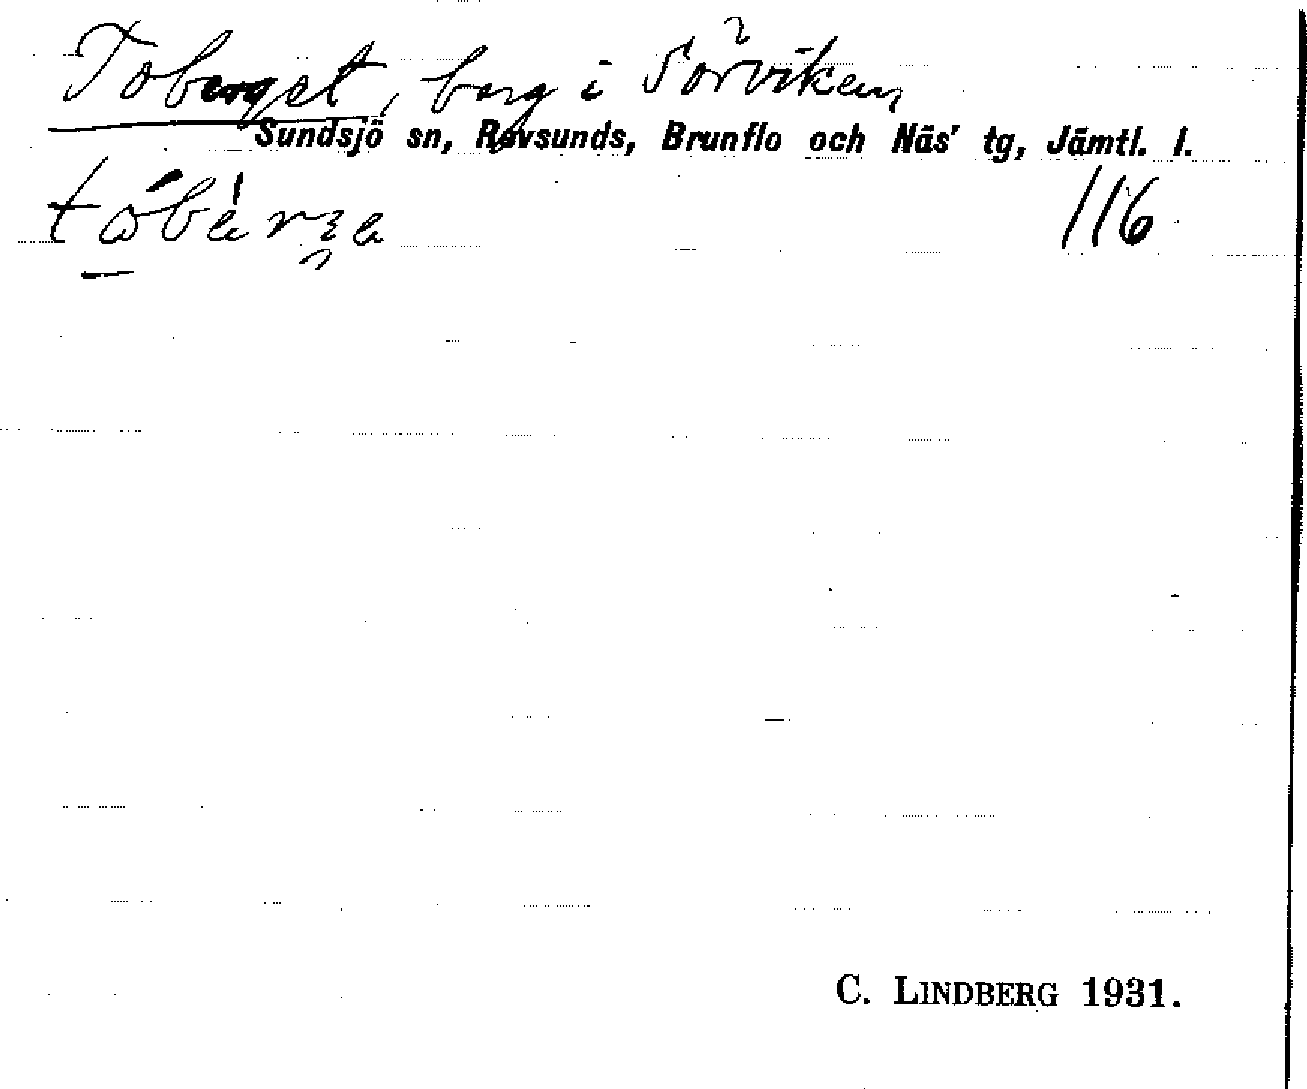 Toberget, berg i Sörviken
Sundsjö sn, Revsunds, Brunflo och Näs' tg, Jämtl. l.
116
C. LINDBERG 1931.